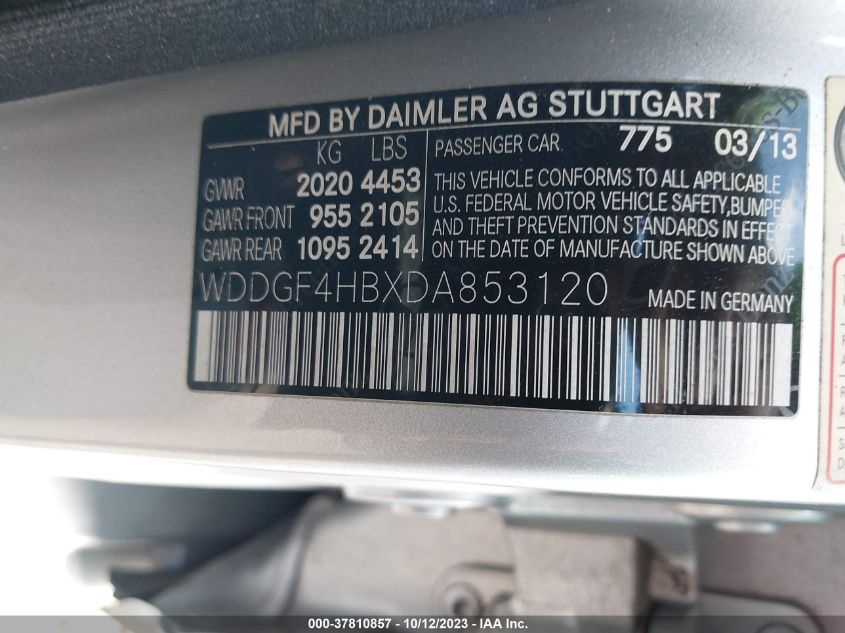 MFD BY DAIMLER AG STUTTGART
KG LBS
PASSENGER CAR. 775 03/13
GVWR 2020 4453
GAWR FRONT 955 2105
GAWR REAR 1095 2414
THIS VEHICLE CONFORMS TO ALL APPLICABLE
U.S. FEDERAL MOTOR VEHICLE SAFETY, BUMPER
AND THEFT PREVENTION STANDARDS IN EFFECT
ON THE DATE OF MANUFACTURE SHOWN ABOVE
WDDGF4HBXDA853120
MADE IN GERMANY
000-37810857 - 10/12/2023 - IAA Inc.